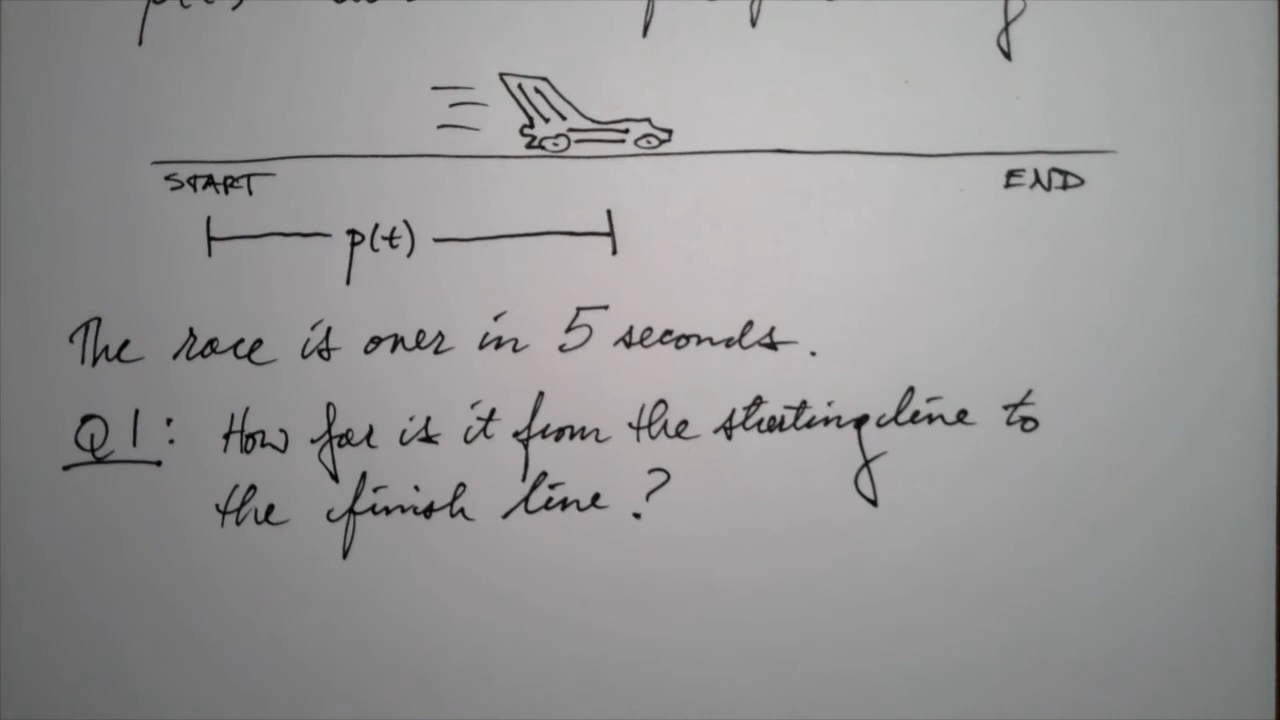 p(t)
START END
p(t)
The race is over in 5 seconds.
Q1: How far is it from the starting line to
the finish line?